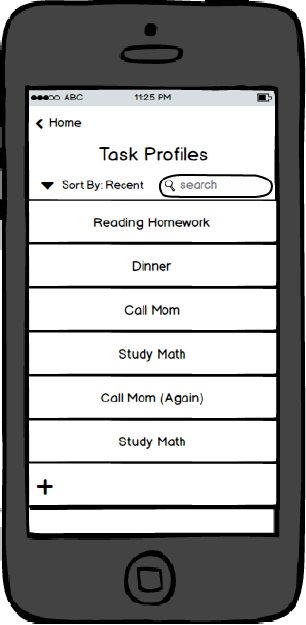 ABC 11:25 PM
Home
Task Profiles
Sort By: Recent search
Reading Homework
Dinner
Call Mom
Study Math
Call Mom (Again)
Study Math
+